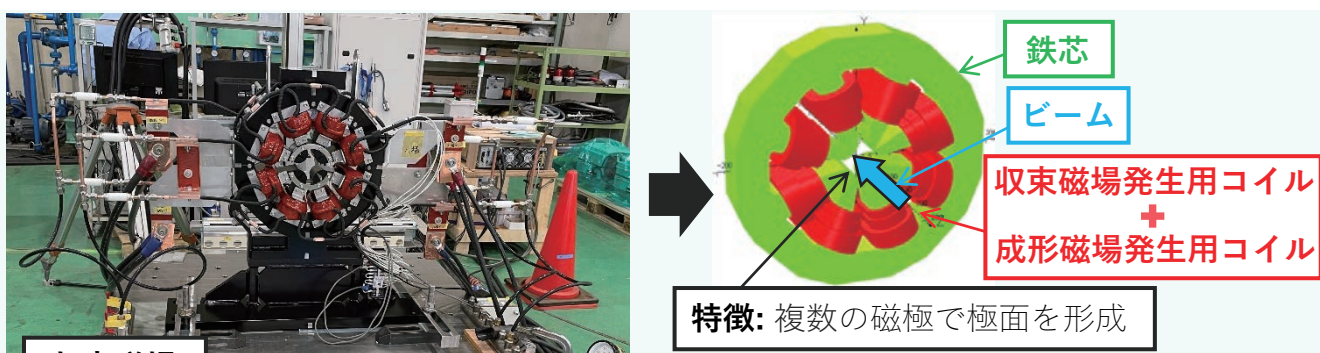 鉄芯
ビーム
収束磁場発生用コイル
+
成形磁場発生用コイル
特徴: 複数の磁極で極面を形成